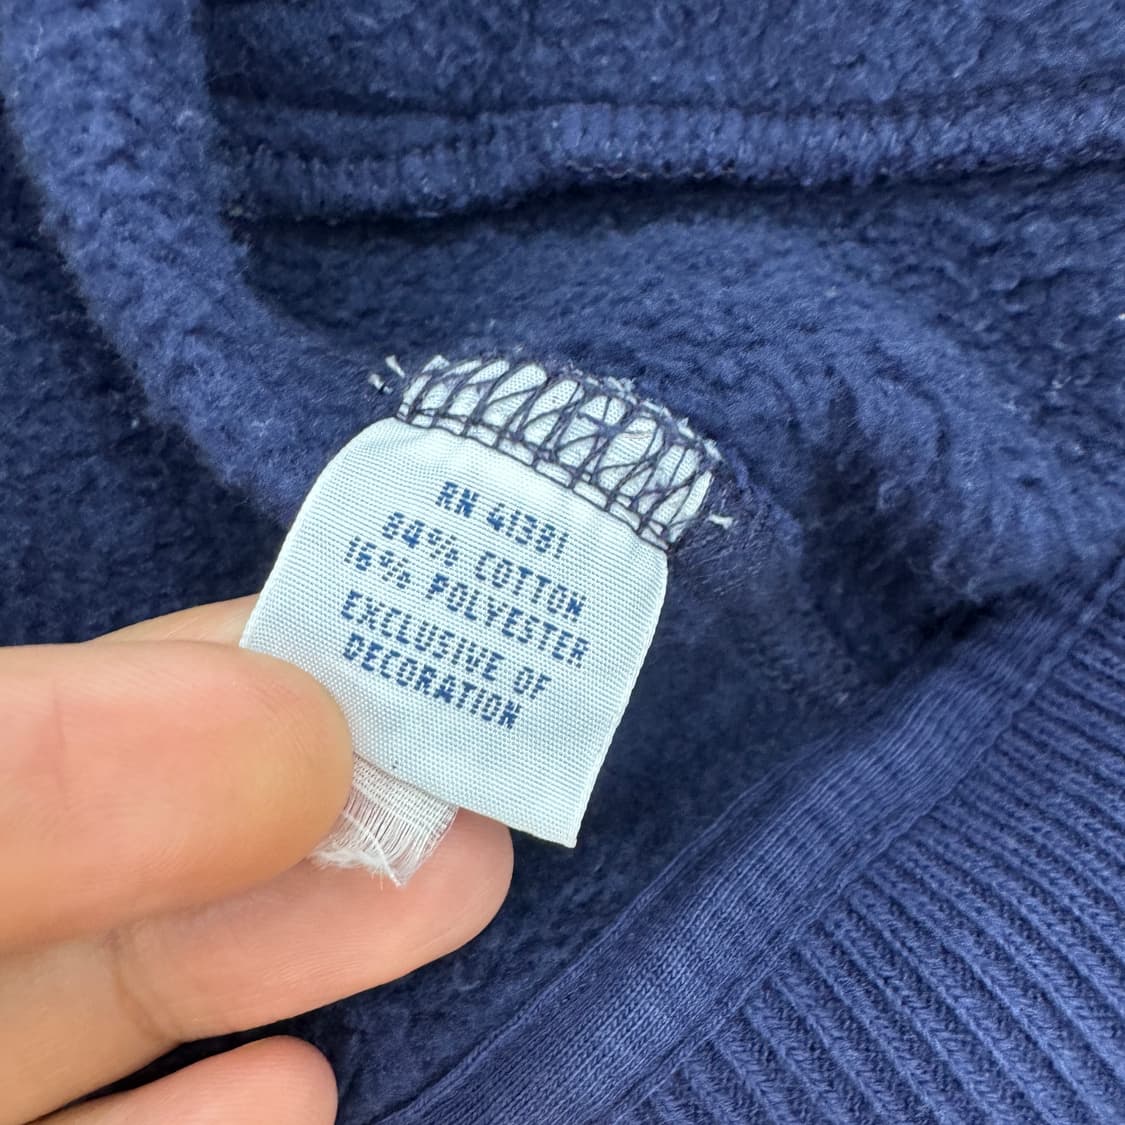 RN 41381
84% COTTON
16% POLYESTER
EXCLUSIVE OF
DECORATION